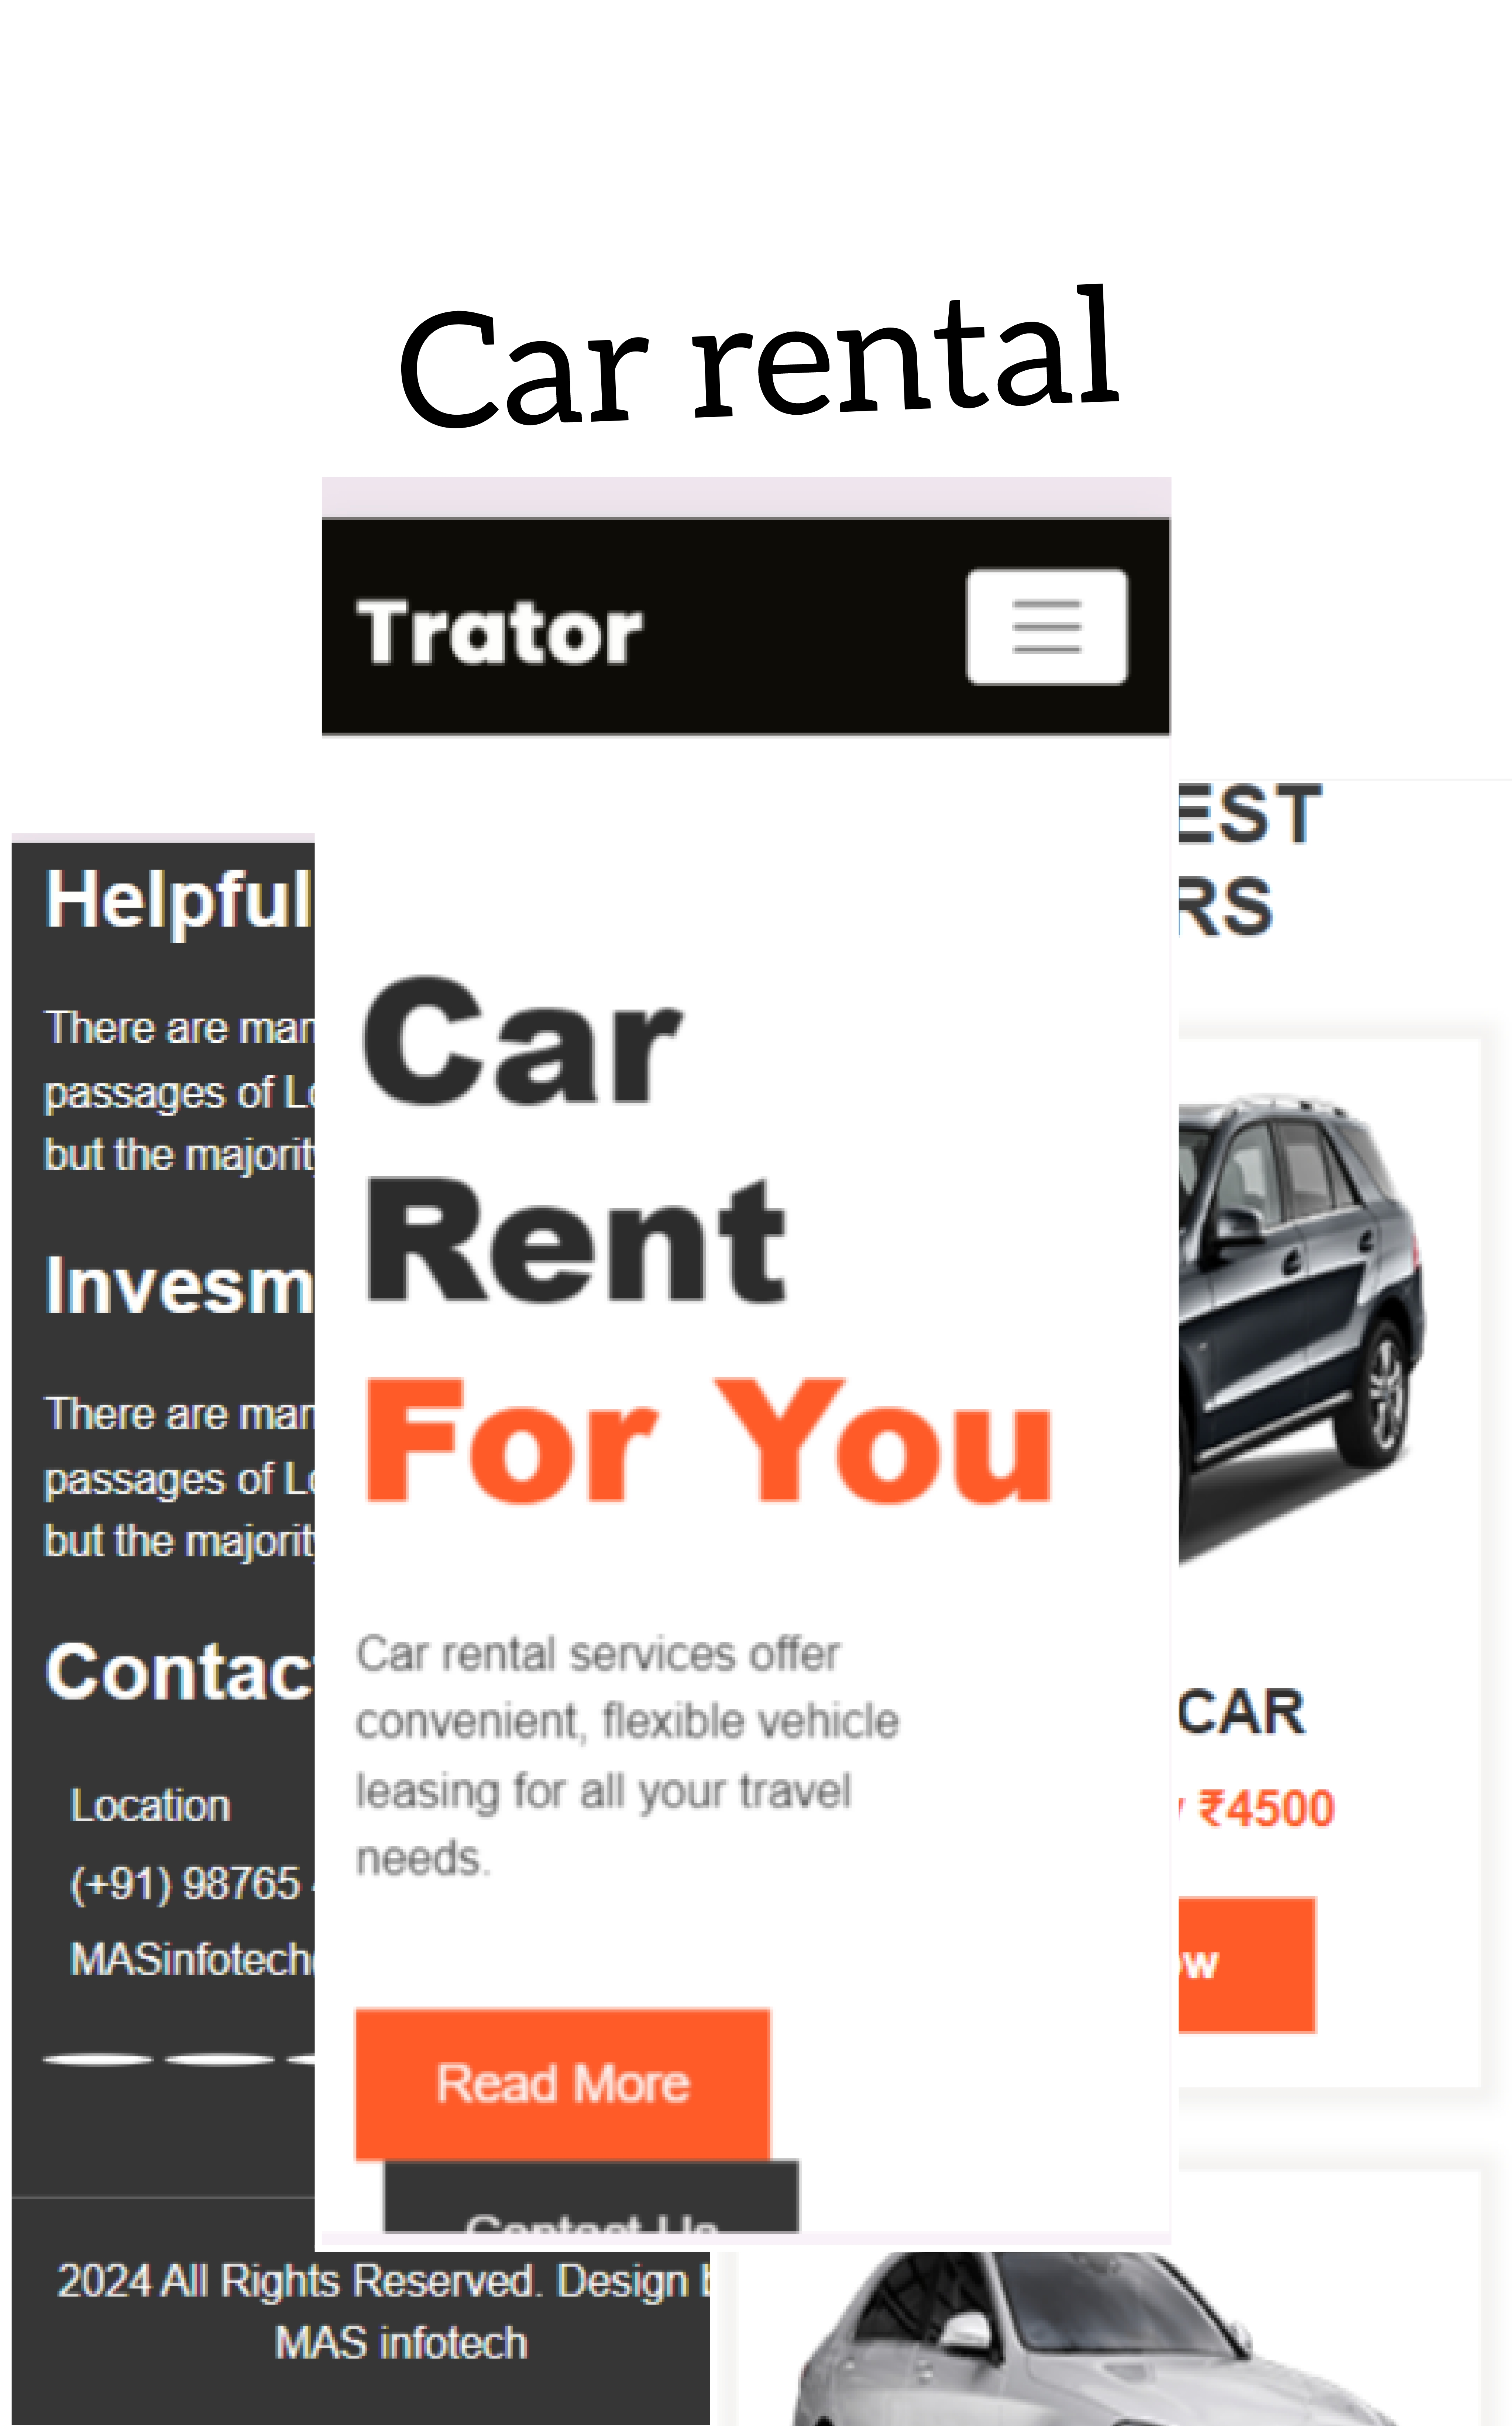 Car rental
Trator
Car
Rent
For You
Car rental services offer
convenient, flexible vehicle
leasing for all your travel
needs.
Read More
Contact Us
Helpful
There are man
passages of Lo
but the majorit
Invesm
There are man
passages of Lo
but the majorit
Contac
Location
(+91) 98765
MASinfotech
2024 All Rights Reserved. Design
MAS infotech
EST
RS
CAR
₹4500
ow